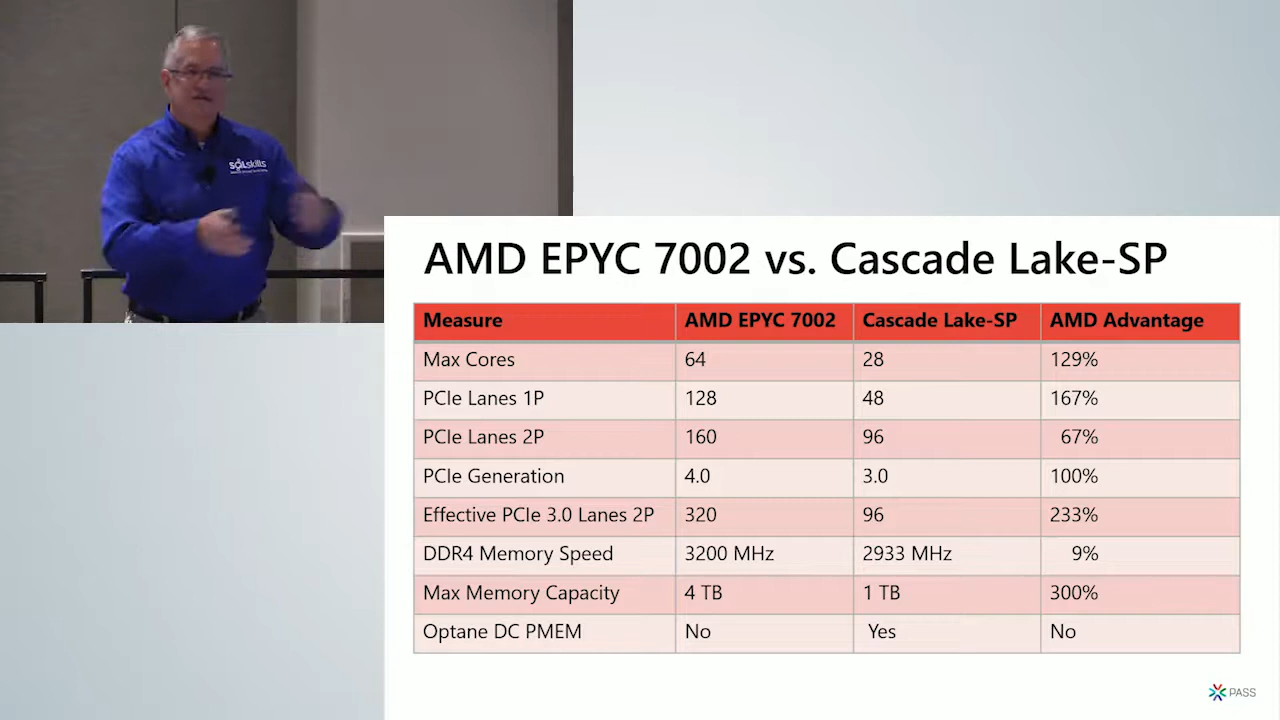 SQLskills
AMD EPYC 7002 vs. Cascade Lake-SP
Measure AMD EPYC 7002 Cascade Lake-SP AMD Advantage
Max Cores 64 28 129%
PCIe Lanes 1P 128 48 167%
PCIe Lanes 2P 160 96 67%
PCIe Generation 4.0 3.0 100%
Effective PCIe 3.0 Lanes 2P 320 96 233%
DDR4 Memory Speed 3200 MHz 2933 MHz 9%
Max Memory Capacity 4 TB 1 TB 300%
Optane DC PMEM No Yes No
PASS